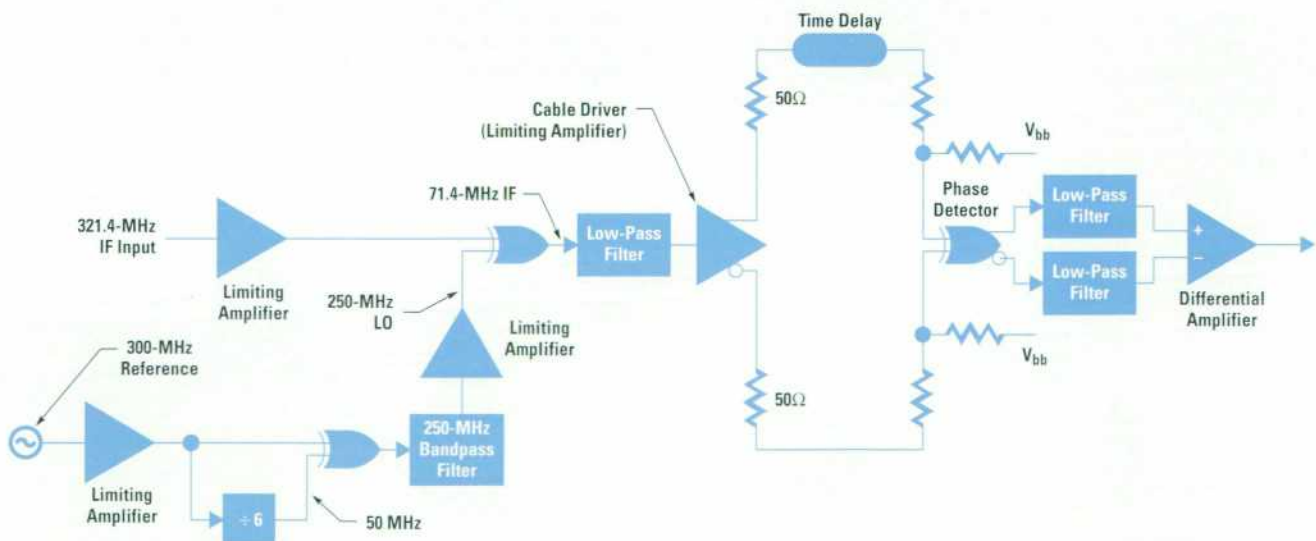 Time Delay
50Ω
Cable Driver
(Limiting Amplifier)
V_bb
71.4-MHz IF
Phase
Detector
Low-Pass
Filter
321.4-MHz
IF Input
Low-Pass
Filter
+
−
Low-Pass
Filter
Limiting
Amplifier
250-MHz
LO
Limiting
Amplifier
Differential
Amplifier
300-MHz
Reference
V_bb
50Ω
250-MHz
Bandpass
Filter
Limiting
Amplifier
÷ 6
50 MHz